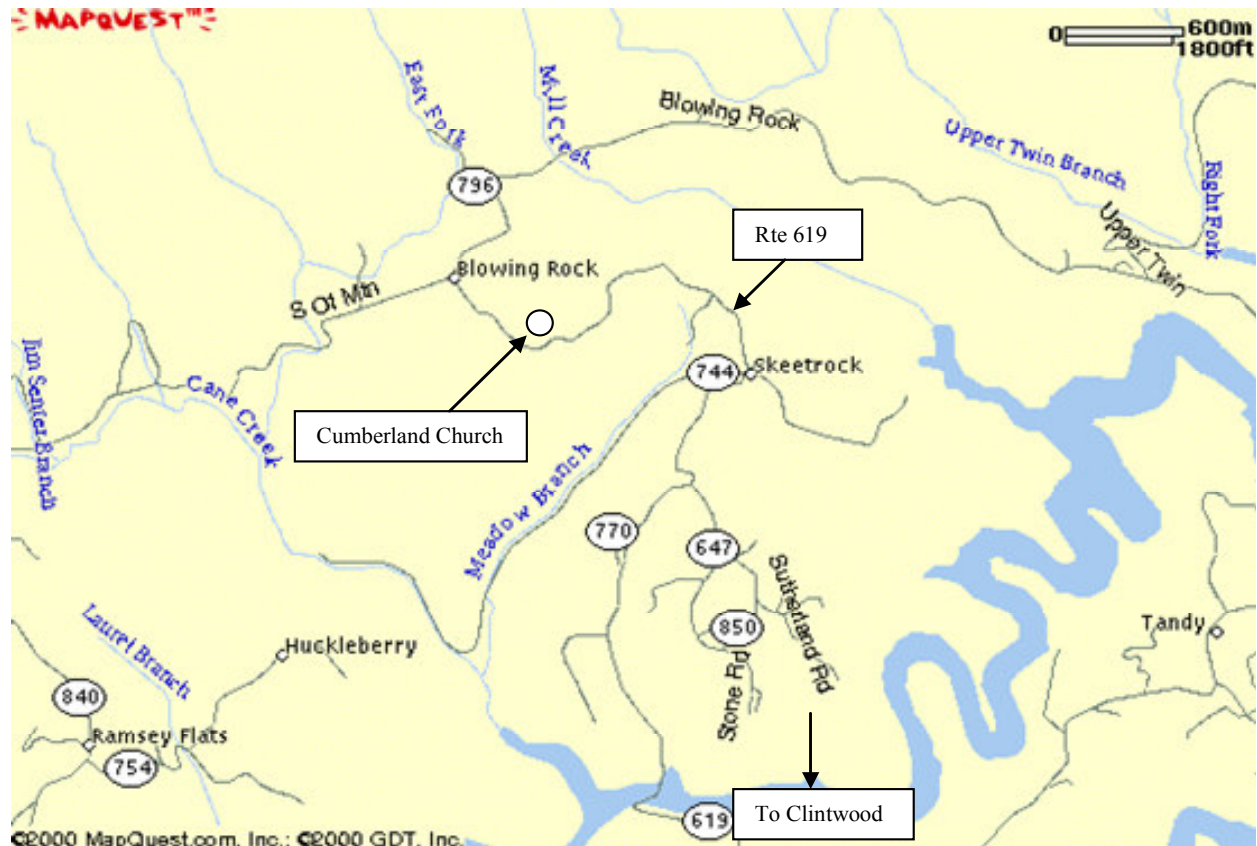 MAPQUEST™
0 600m
1800ft
East Fork
Mill Creek
Blowing Rock
Upper Twin Branch
Right Fork
796
Upper Twin
Rte 619
Blowing Rock
S Of Mtn
744
Skeetrock
Jim Senter Branch
Cane Creek
Cumberland Church
Meadow Branch
770
647
Sutherland Rd
850
Stone Rd
Tandy
Laurel Branch
Huckleberry
840
Ramsey Flats
754
619
To Clintwood
©2000 MapQuest.com, Inc.; ©2000 GDT, Inc.